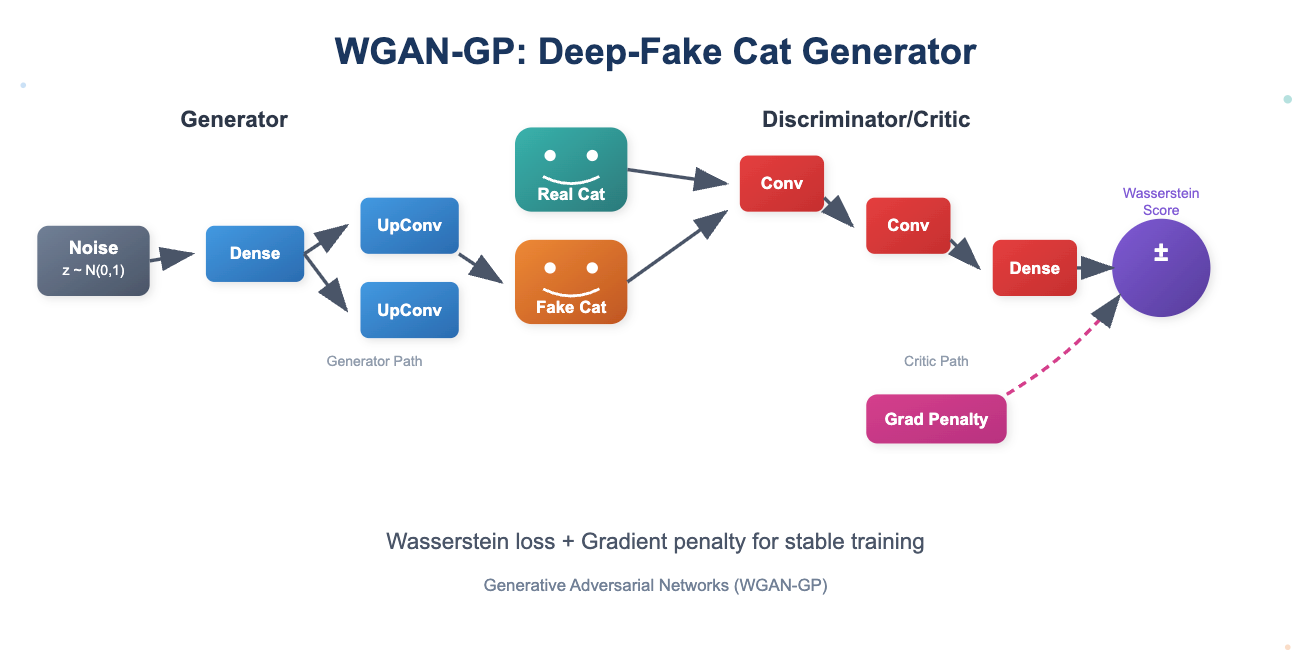 WGAN-GP: Deep-Fake Cat Generator
Generator
Discriminator/Critic
Noise
z ~ N(0,1)
Dense
UpConv
UpConv
Generator Path
Real Cat
Fake Cat
Conv
Conv
Dense
Wasserstein
Score
±
Critic Path
Grad Penalty
Wasserstein loss + Gradient penalty for stable training
Generative Adversarial Networks (WGAN-GP)